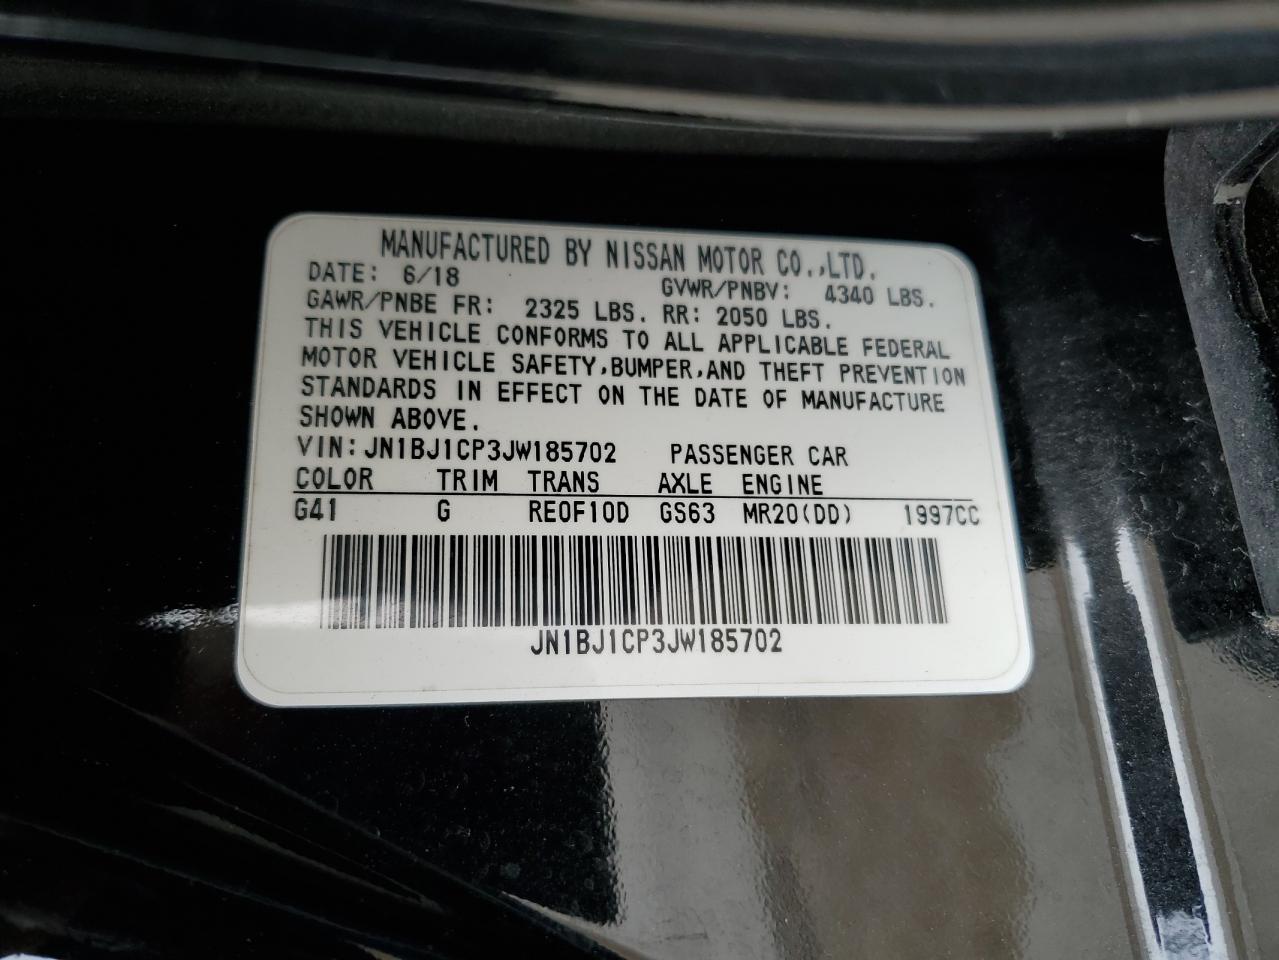 MANUFACTURED BY NISSAN MOTOR CO.,LTD.
DATE: 6/18 GVWR/PNBV: 4340 LBS.
GAWR/PNBE FR: 2325 LBS. RR: 2050 LBS.
THIS VEHICLE CONFORMS TO ALL APPLICABLE FEDERAL
MOTOR VEHICLE SAFETY,BUMPER,AND THEFT PREVENTION
STANDARDS IN EFFECT ON THE DATE OF MANUFACTURE
SHOWN ABOVE.
VIN: JN1BJ1CP3JW185702 PASSENGER CAR
COLOR TRIM TRANS AXLE ENGINE
G41 G RE0F10D GS63 MR20(DD) 1997CC
JN1BJ1CP3JW185702